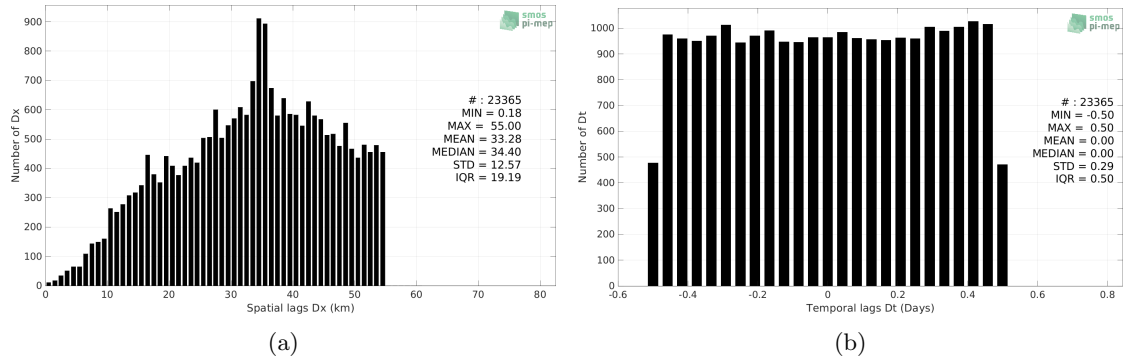 smos
pi-mep
900
800
700
600
500
400
300
200
100
0
Number of Dx
# : 23365
MIN = 0.18
MAX = 55.00
MEAN = 33.28
MEDIAN = 34.40
STD = 12.57
IQR = 19.19
0 10 20 30 40 50 60 70 80
Spatial lags Dx (km)
(a)
smos
pi-mep
1000
900
800
700
600
500
400
300
200
100
0
Number of Dt
# : 23365
MIN = -0.50
MAX = 0.50
MEAN = 0.00
MEDIAN = 0.00
STD = 0.29
IQR = 0.50
-0.6 -0.4 -0.2 0 0.2 0.4 0.6 0.8
Temporal lags Dt (Days)
(b)